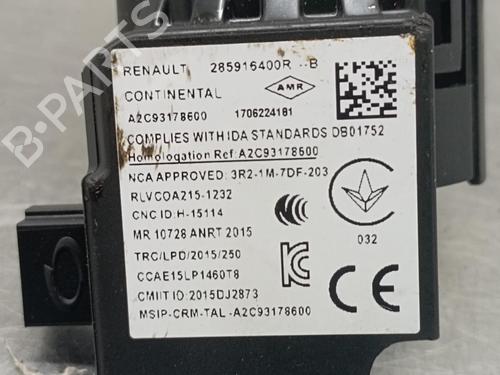 B-PARTS
RENAULT 285916400R --B
CONTINENTAL AMR
A2C93178600 1706224181
COMPLIES WITH IDA STANDARDS DB01752
Homologation Ref: A2C93178600
NCA APPROVED: 3R2-1M-7DF-203
RLVCOA215-1232
CNC ID: H-15114
MR 10728 ANRT 2015
032
TRC/LPD/2015/250
CCAE15LP1460T8
CMIIT ID: 2015DJ2873
CE
MSIP-CRM-TAL-A2C93178600